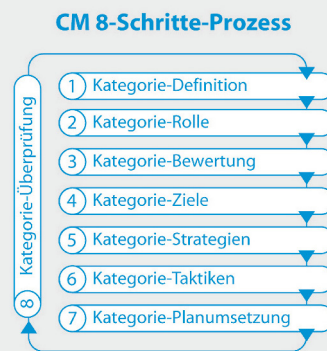 CM 8-Schritte-Prozess
1 Kategorie-Definition
2 Kategorie-Rolle
3 Kategorie-Bewertung
4 Kategorie-Ziele
5 Kategorie-Strategien
6 Kategorie-Taktiken
7 Kategorie-Planumsetzung
8 Kategorie-Überprüfung